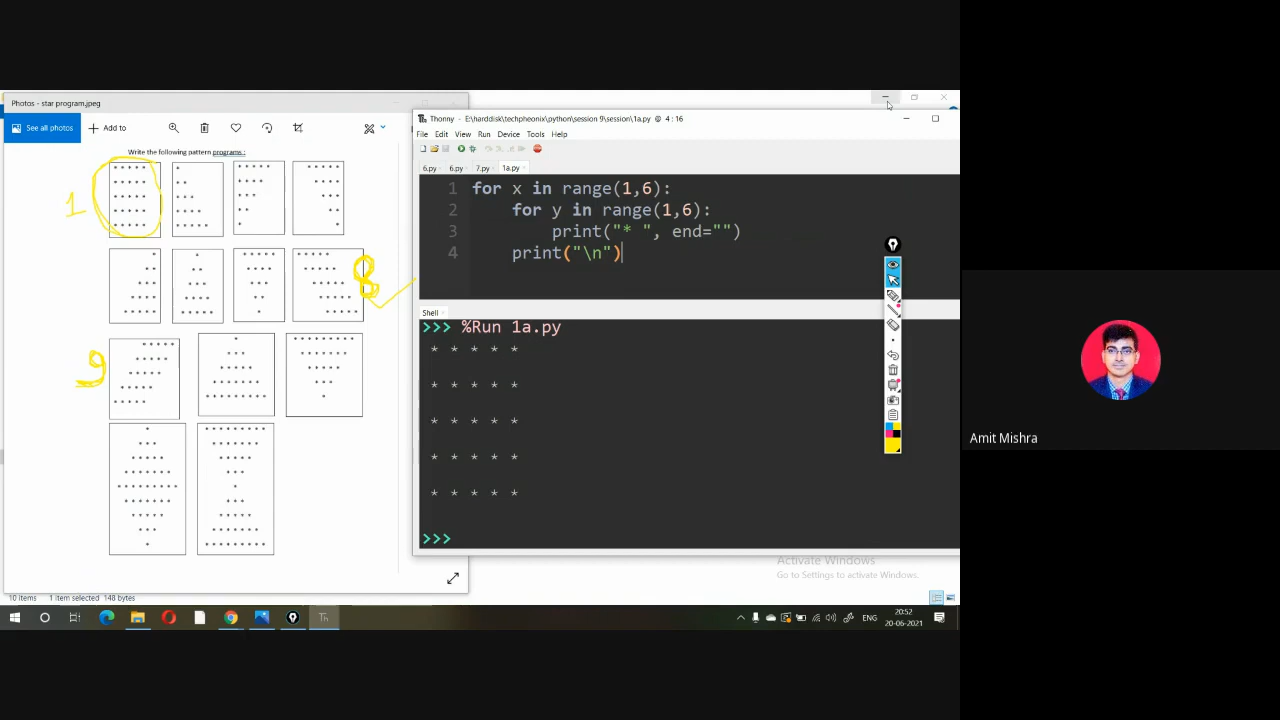 Photos - star program.jpeg
See all photos
Add to
Write the following pattern programs :
1
8
9
10 items
1 item selected 148 bytes
Thonny - E:\harddisk\techpheonix\python\session 9\session\1a.py @ 4 : 16
File Edit View Run Device Tools Help
6.py 6.py 7.py 1a.py
1 for x in range(1,6):
2 for y in range(1,6):
3 print("* ", end="")
4 print("\n")
Shell
>>> %Run 1a.py
* * * * *
* * * * *
* * * * *
* * * * *
* * * * *
>>>
Activate Windows
Go to Settings to activate Windows.
Th
ENG
20:52
20-06-2021
Amit Mishra